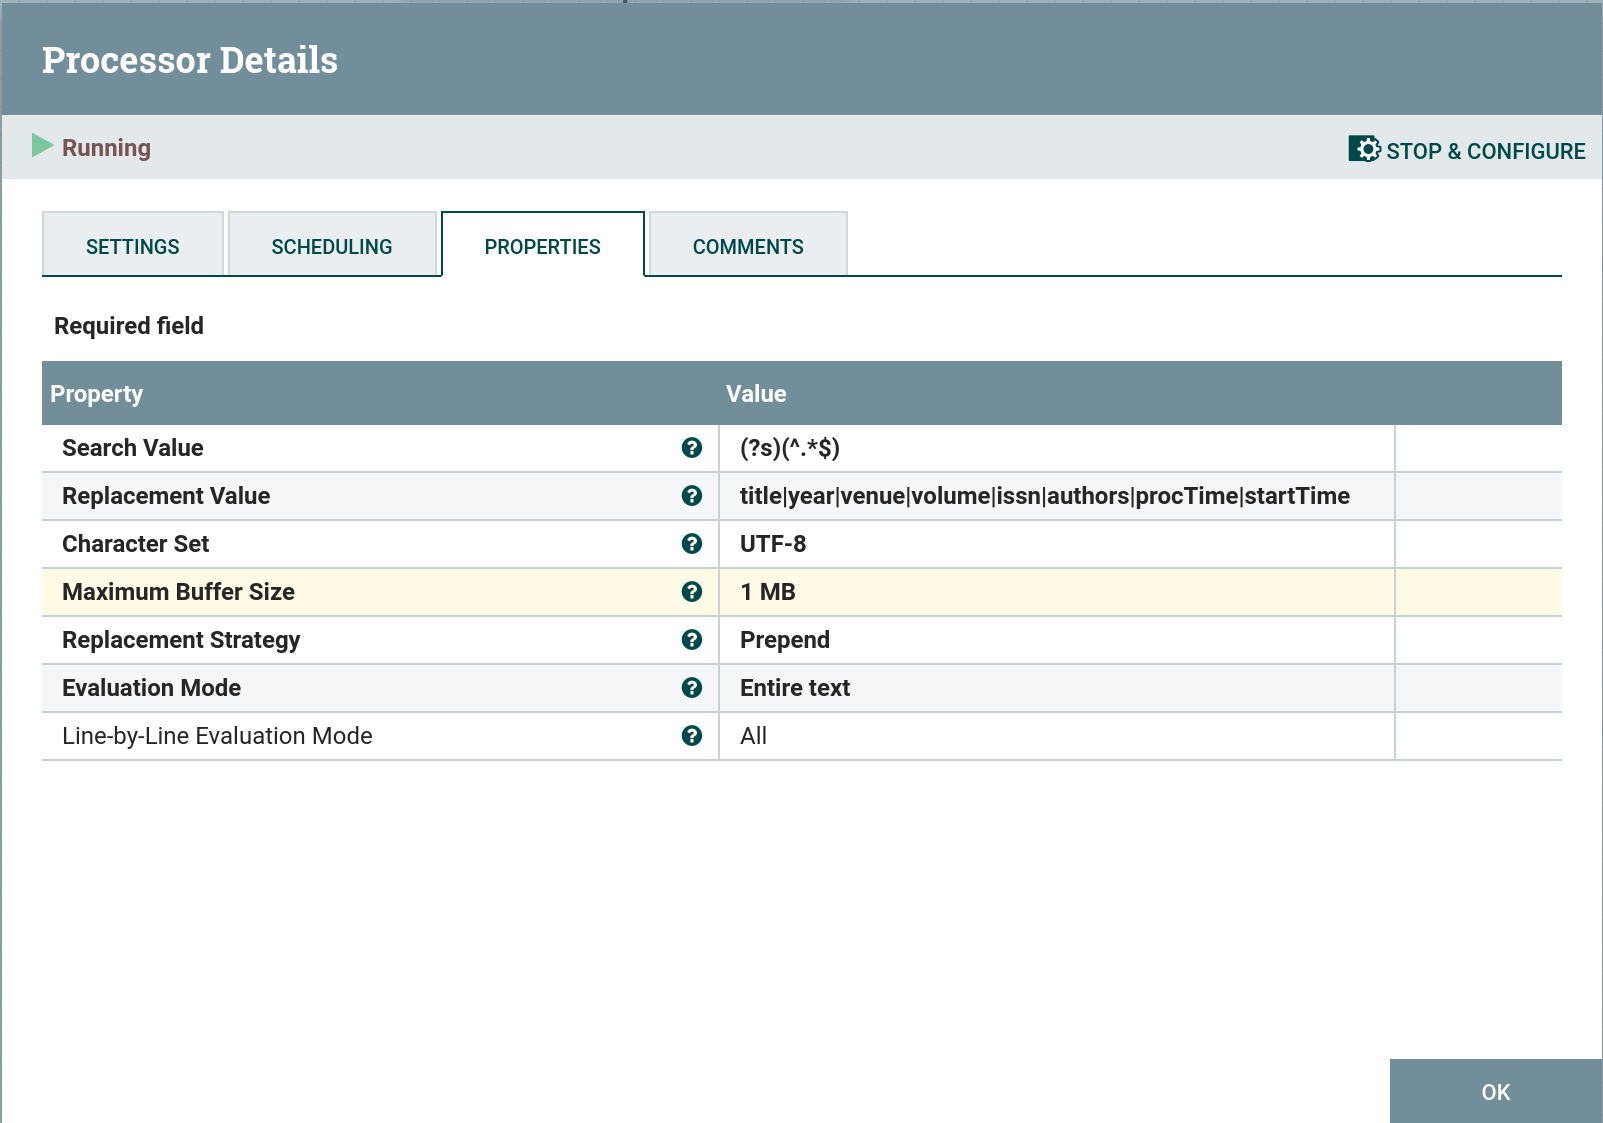 Processor Details
Running
STOP & CONFIGURE
SETTINGS SCHEDULING PROPERTIES COMMENTS
Required field
Property Value
Search Value (?s)(^.*$)
Replacement Value title|year|venue|volume|issn|authors|procTime|startTime
Character Set UTF-8
Maximum Buffer Size 1 MB
Replacement Strategy Prepend
Evaluation Mode Entire text
Line-by-Line Evaluation Mode All
OK